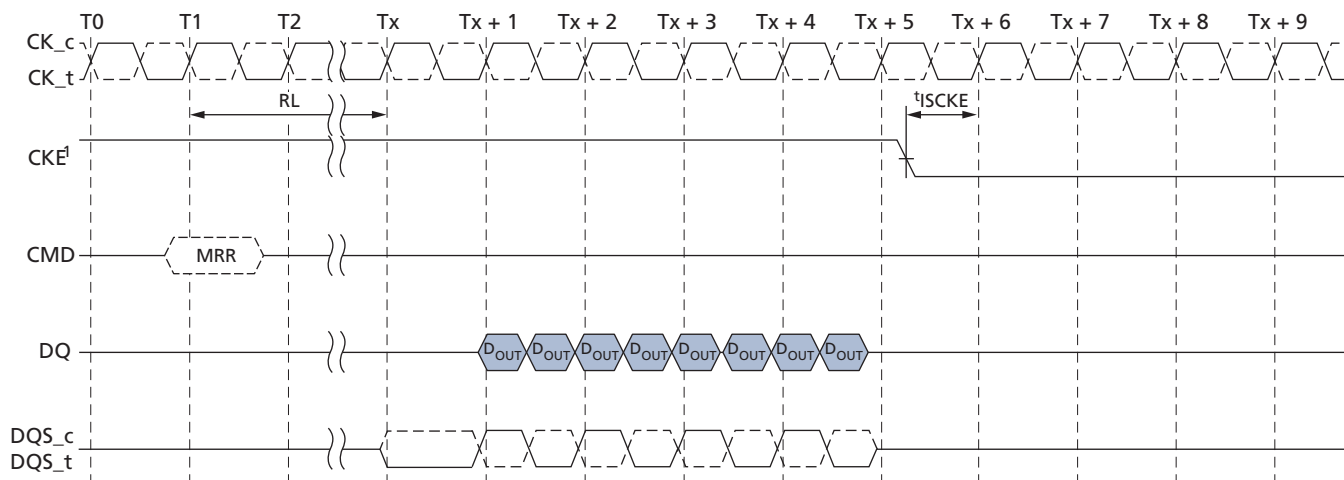 T0 T1 T2 Tx Tx + 1 Tx + 2 Tx + 3 Tx + 4 Tx + 5 Tx + 6 Tx + 7 Tx + 8 Tx + 9
CK_c
CK_t
RL tISCKE
CKE1
CMD MRR
DQ DOUT DOUT DOUT DOUT DOUT DOUT DOUT DOUT
DQS_c
DQS_t